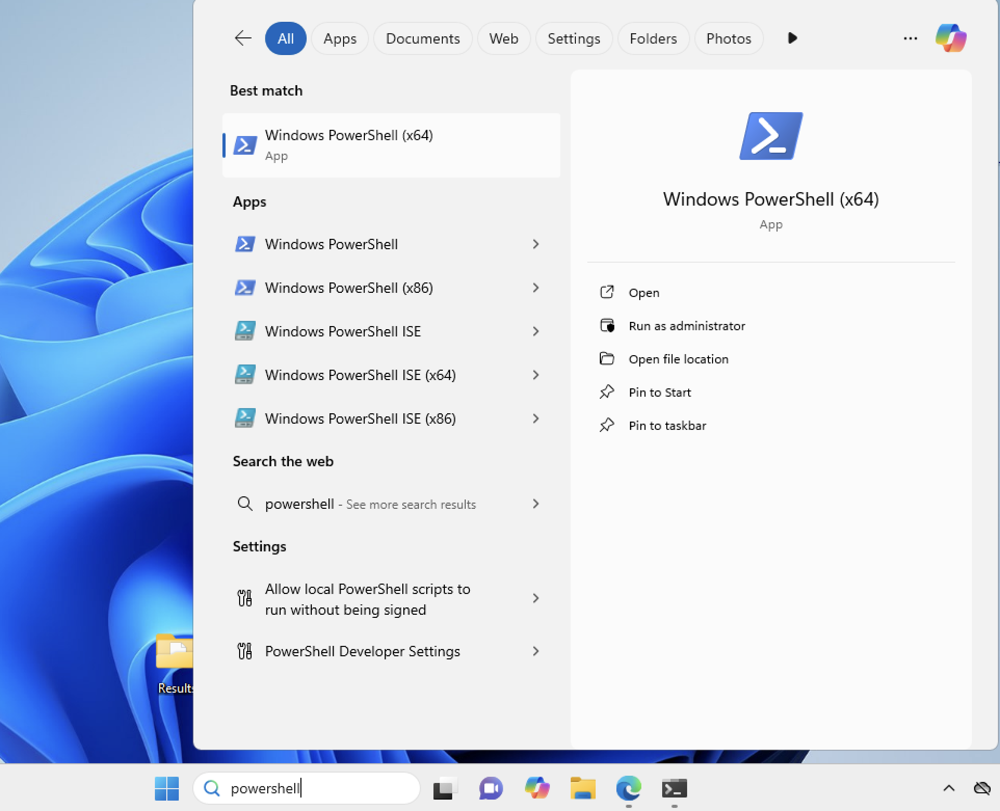 All
Apps
Documents
Web
Settings
Folders
Photos
Best match
Windows PowerShell (x64)
App
Apps
Windows PowerShell
Windows PowerShell (x86)
Windows PowerShell ISE
Windows PowerShell ISE (x64)
Windows PowerShell ISE (x86)
Search the web
powershell - See more search results
Settings
Allow local PowerShell scripts to
run without being signed
PowerShell Developer Settings
Windows PowerShell (x64)
App
Open
Run as administrator
Open file location
Pin to Start
Pin to taskbar
Results
powershell